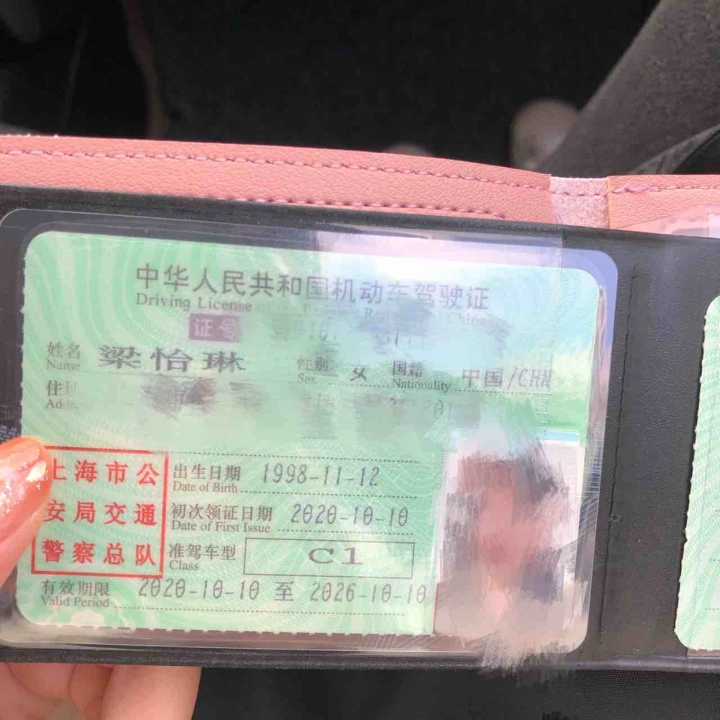 中华人民共和国机动车驾驶证
Driving License
证号
姓名 梁怡琳 性别 女 国籍 中国/CHN
Name Sex Nationality
上海市公
安局交通
警察总队
出生日期 1998-11-12
Date of Birth
初次领证日期 2020-10-10
Date of First Issue
准驾车型 C1
Class
有效期限 2020-10-10 至 2026-10-10
Valid Period